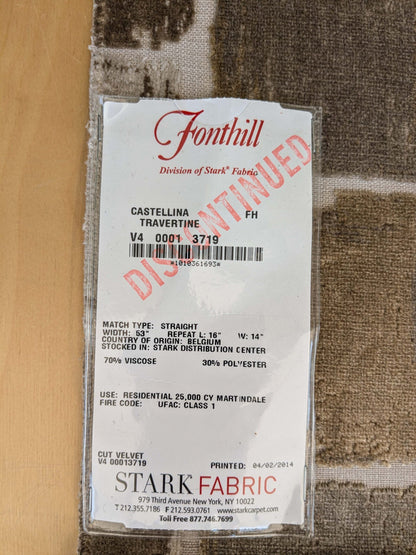 Fonthill
Division of Stark® Fabric
DISCONTINUED
CASTELLINA FH
TRAVERTINE
V4 0001 3719
*1010361693*
MATCH TYPE: STRAIGHT
WIDTH: 53" REPEAT L: 16" W: 14"
COUNTRY OF ORIGIN: BELGIUM
STOCKED IN: STARK DISTRIBUTION CENTER
70% VISCOSE 30% POLYESTER
USE: RESIDENTIAL 25,000 CY MARTINDALE
FIRE CODE: UFAC: CLASS 1
CUT VELVET
V4 00013719 PRINTED: 04/02/2014
STARK FABRIC
979 Third Avenue New York, NY 10022
T 212.355.7186 F 212.593.0761 www.starkcarpet.com
Toll Free 877.746.7699